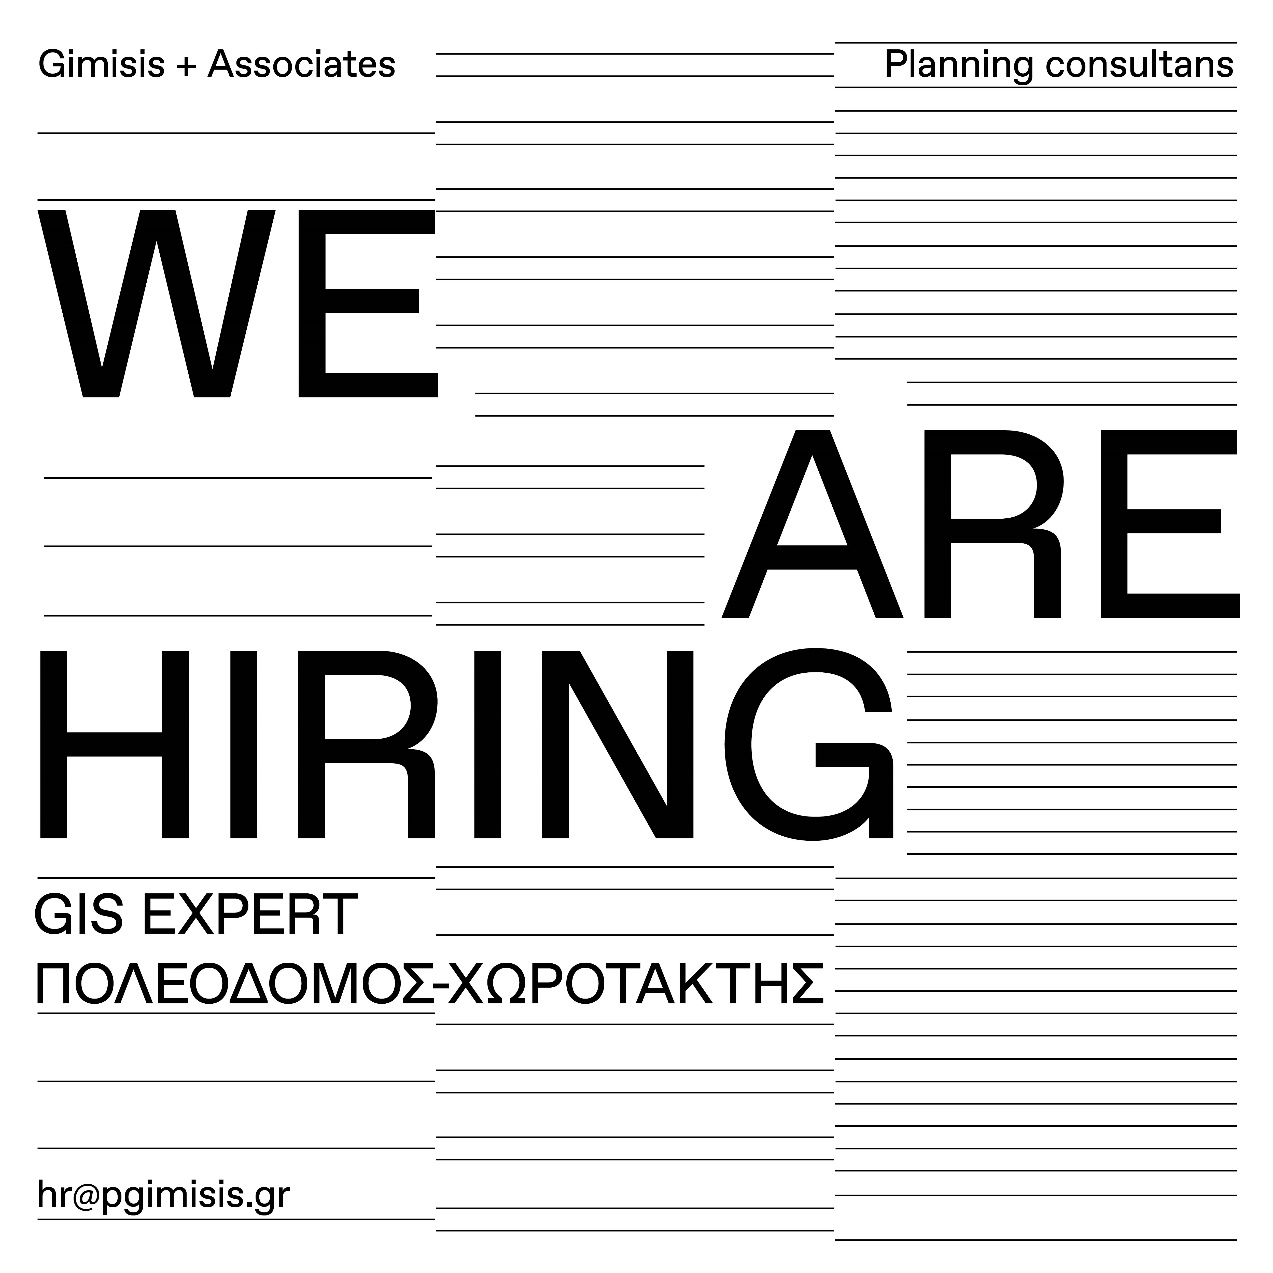 Gimisis + Associates
Planning consultans
WE
ARE
HIRING
GIS EXPERT
ΠΟΛΕΟΔΟΜΟΣ-ΧΩΡΟΤΑΚΤΗΣ
hr@pgimisis.gr